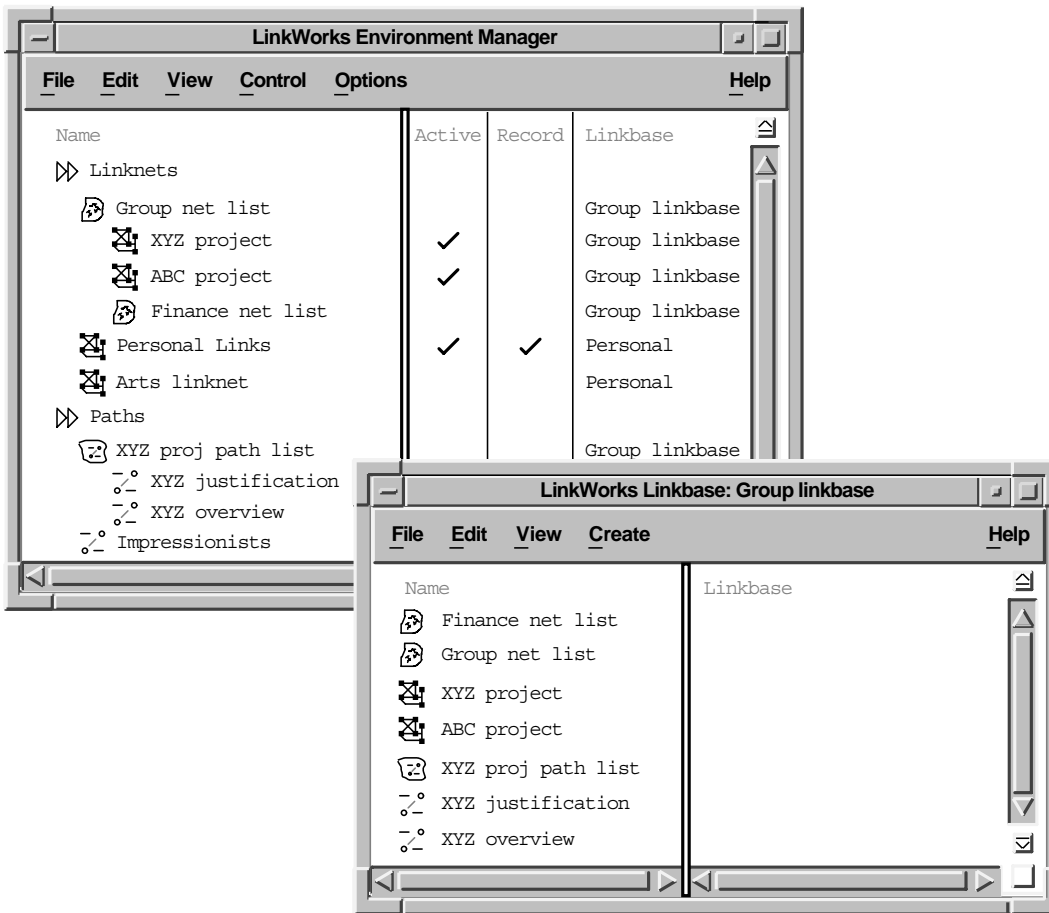 LinkWorks Environment Manager
File Edit View Control Options Help
Name Active Record Linkbase
Linknets
Group net list Group linkbase
XYZ project Group linkbase
ABC project Group linkbase
Finance net list Group linkbase
Personal Links Personal
Arts linknet Personal
Paths
XYZ proj path list Group linkbase
XYZ justification
XYZ overview
Impressionists
LinkWorks Linkbase: Group linkbase
File Edit View Create Help
Name Linkbase
Finance net list
Group net list
XYZ project
ABC project
XYZ proj path list
XYZ justification
XYZ overview